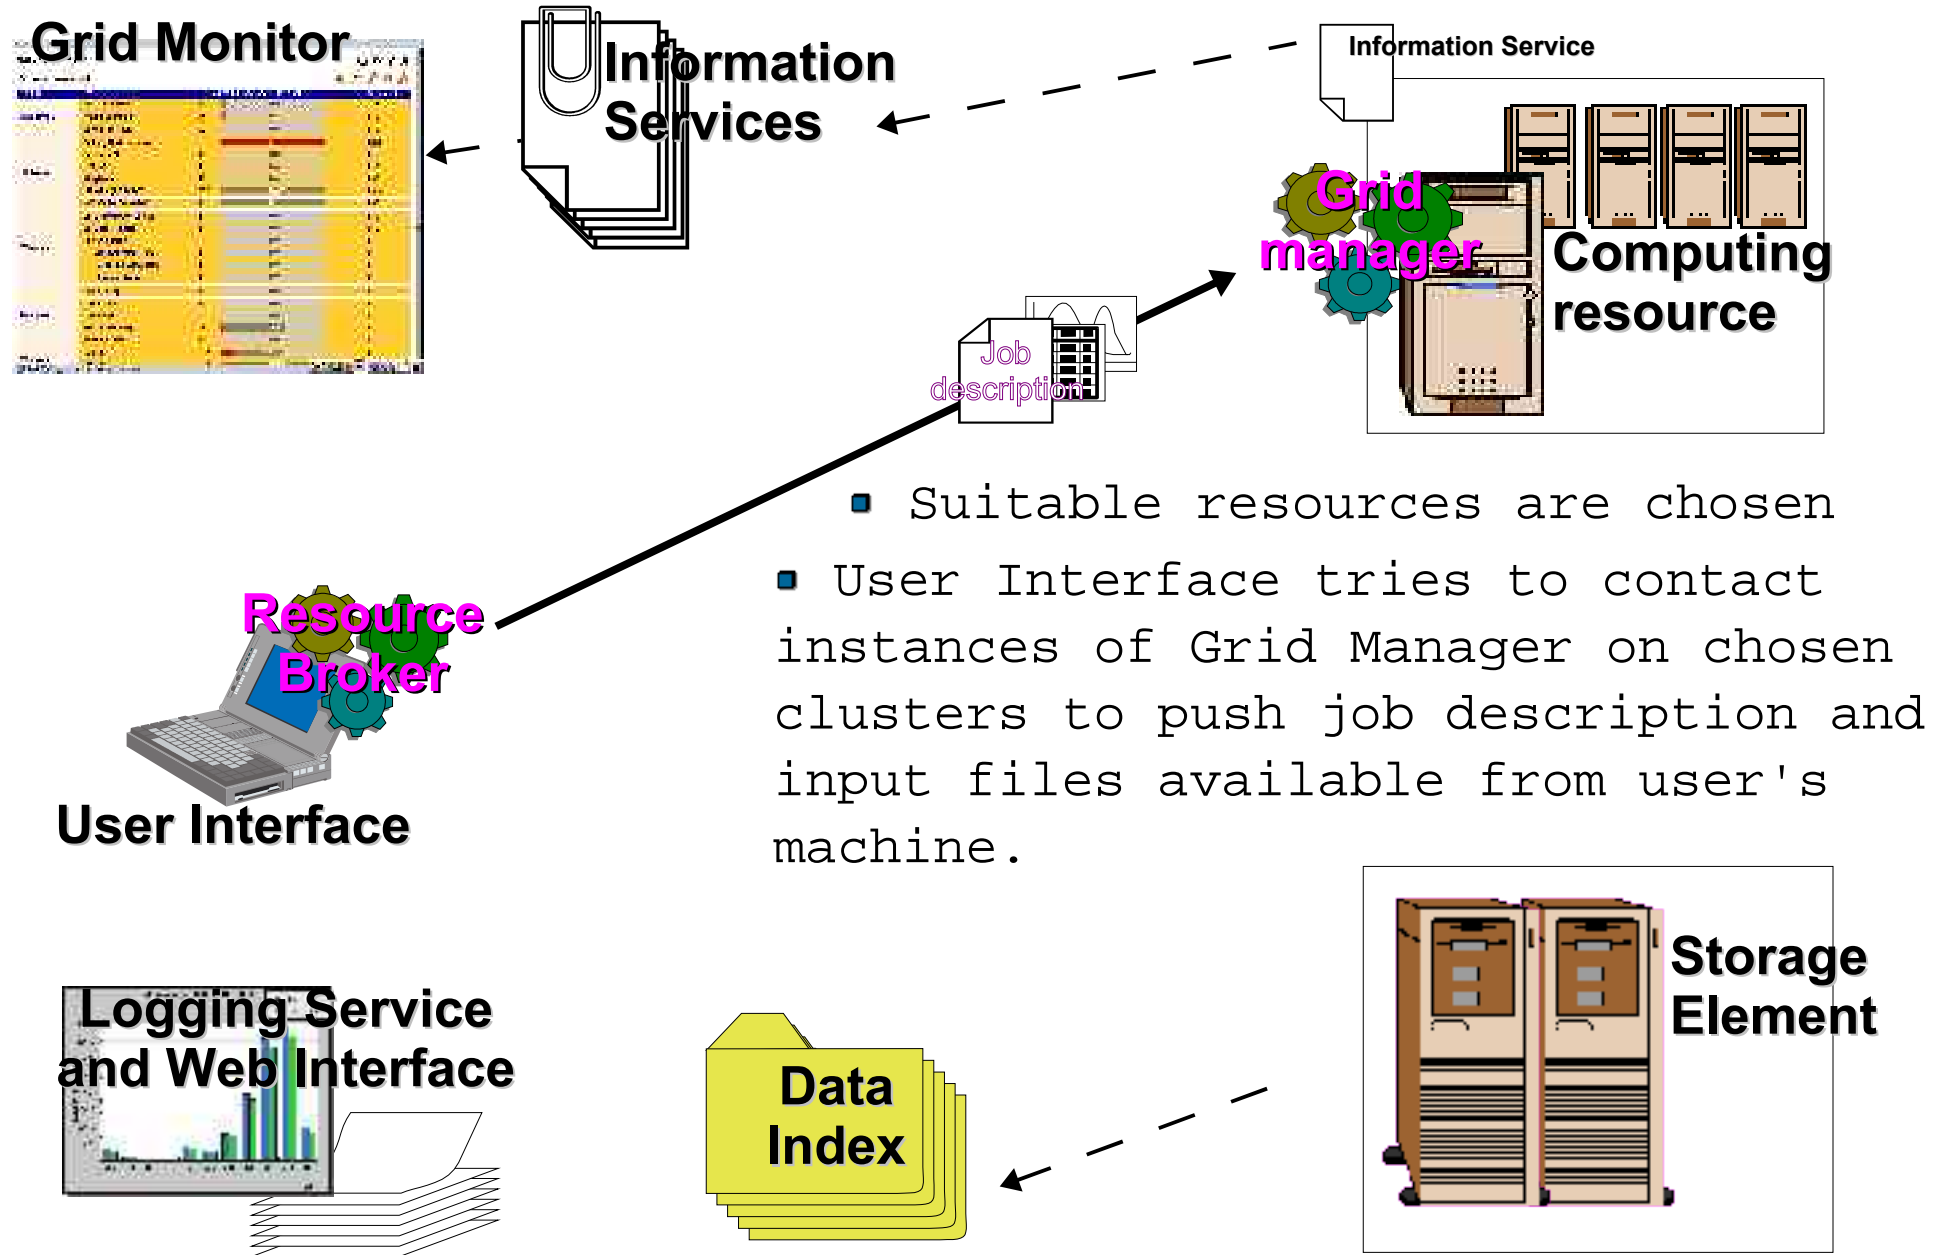 Grid Monitor
Information
Services
Information Service
Grid
manager
Computing
resource
Job
description
Suitable resources are chosen
User Interface tries to contact
instances of Grid Manager on chosen
clusters to push job description and
input files available from user's
machine.
Resource
Broker
User Interface
Storage
Element
Logging Service
and Web Interface
Data
Index